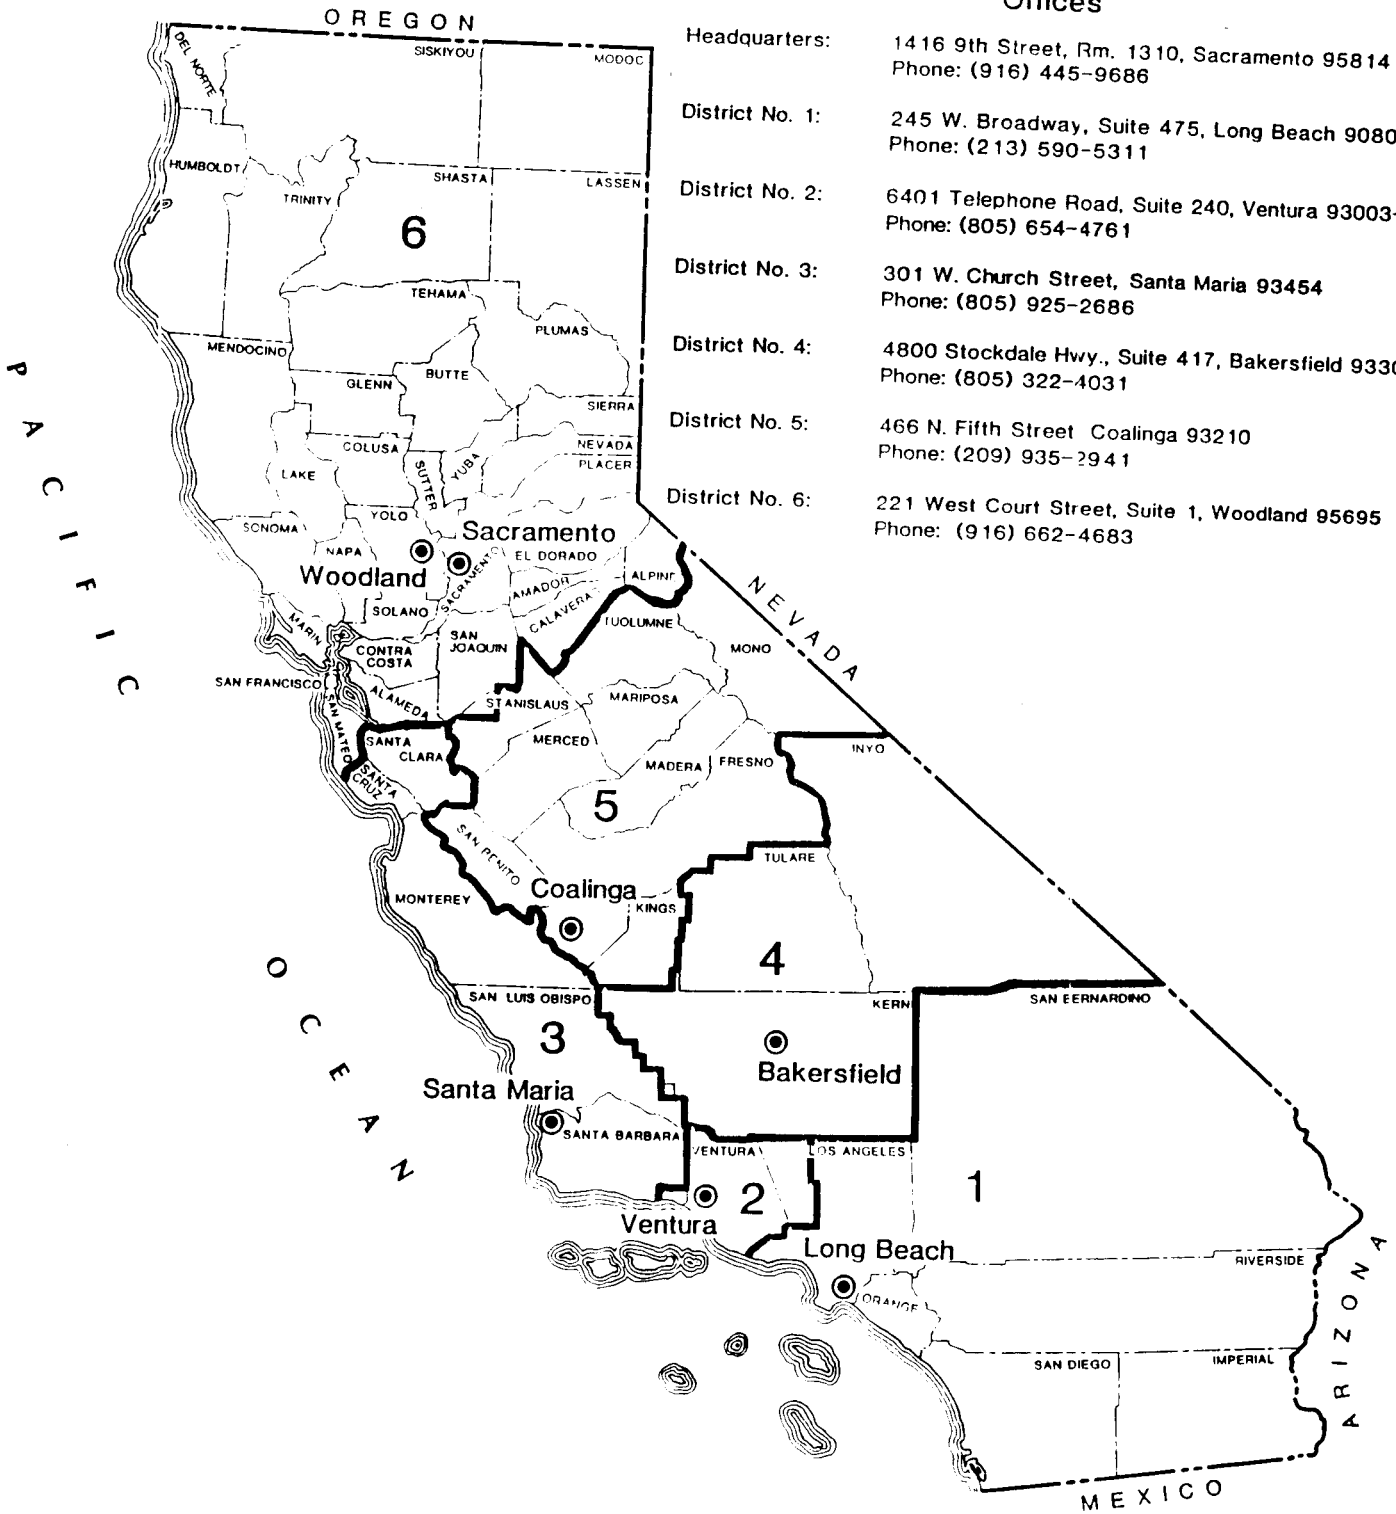 Offices
Headquarters: 1416 9th Street, Rm. 1310, Sacramento 95814
Phone: (916) 445-9686
District No. 1: 245 W. Broadway, Suite 475, Long Beach 9080
Phone: (213) 590-5311
District No. 2: 6401 Telephone Road, Suite 240, Ventura 93003-
Phone: (805) 654-4761
District No. 3: 301 W. Church Street, Santa Maria 93454
Phone: (805) 925-2686
District No. 4: 4800 Stockdale Hwy., Suite 417, Bakersfield 9330
Phone: (805) 322-4031
District No. 5: 466 N. Fifth Street Coalinga 93210
Phone: (209) 935-2941
District No. 6: 221 West Court Street, Suite 1, Woodland 95695
Phone: (916) 662-4683
OREGON
DEL NORTE
SISKIYOU
MODOC
HUMBOLDT
TRINITY
SHASTA
LASSEN
6
TEHAMA
PLUMAS
MENDOCINO
GLENN
BUTTE
SIERRA
COLUSA
NEVADA
LAKE
SUTTER
YUBA
PLACER
SONOMA
YOLO
Sacramento
NAPA
EL DORADO
Woodland
SACRAMENTO
AMADOR
ALPINE
SOLANO
CALAVERA
MARIN
TUOLUMNE
NEVADA
CONTRA
COSTA
SAN
JOAQUIN
MONO
SAN FRANCISCO
ALAMEDA
STANISLAUS
MARIPOSA
SAN MATEO
SANTA
CLARA
MERCED
INYO
SANTA
CRUZ
MADERA
FRESNO
5
SAN BENITO
TULARE
Coalinga
MONTEREY
KINGS
4
SAN LUIS OBISPO
KERN
SAN BERNARDINO
3
Bakersfield
Santa Maria
SANTA BARBARA
VENTURA
LOS ANGELES
2
1
Ventura
Long Beach
RIVERSIDE
ORANGE
SAN DIEGO
IMPERIAL
PACIFIC
OCEAN
ARIZONA
MEXICO